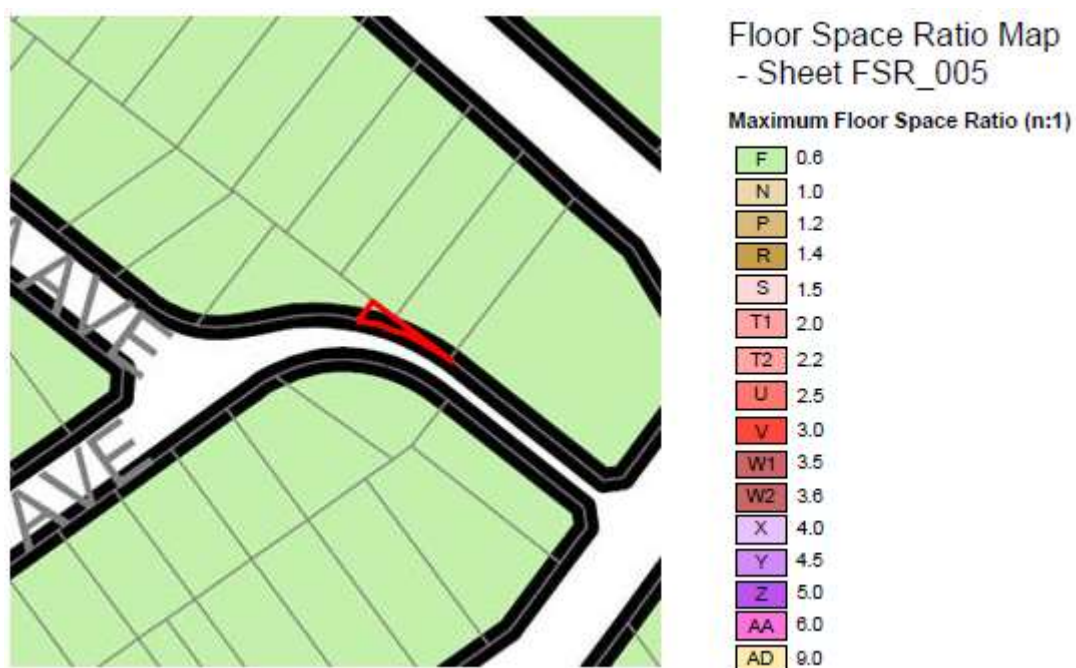 Floor Space Ratio Map
- Sheet FSR_005
Maximum Floor Space Ratio (n:1)
F 0.6
N 1.0
P 1.2
R 1.4
S 1.5
T1 2.0
T2 2.2
U 2.5
V 3.0
W1 3.5
W2 3.6
X 4.0
Y 4.5
Z 5.0
AA 6.0
AD 9.0
AVE
AVE